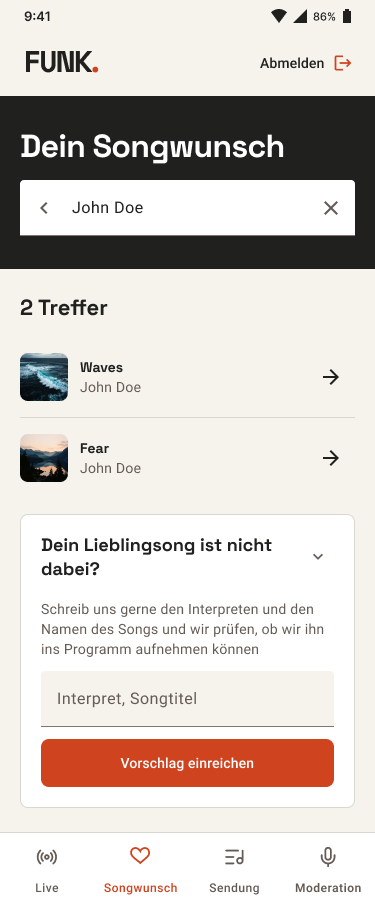 9:41
86%
FUNK.
Abmelden
Dein Songwunsch
John Doe
2 Treffer
Waves
John Doe
Fear
John Doe
Dein Lieblingsong ist nicht
dabei?
Schreib uns gerne den Interpreten und den
Namen des Songs und wir prüfen, ob wir ihn
ins Programm aufnehmen können
Interpret, Songtitel
Vorschlag einreichen
Live
Songwunsch
Sendung
Moderation